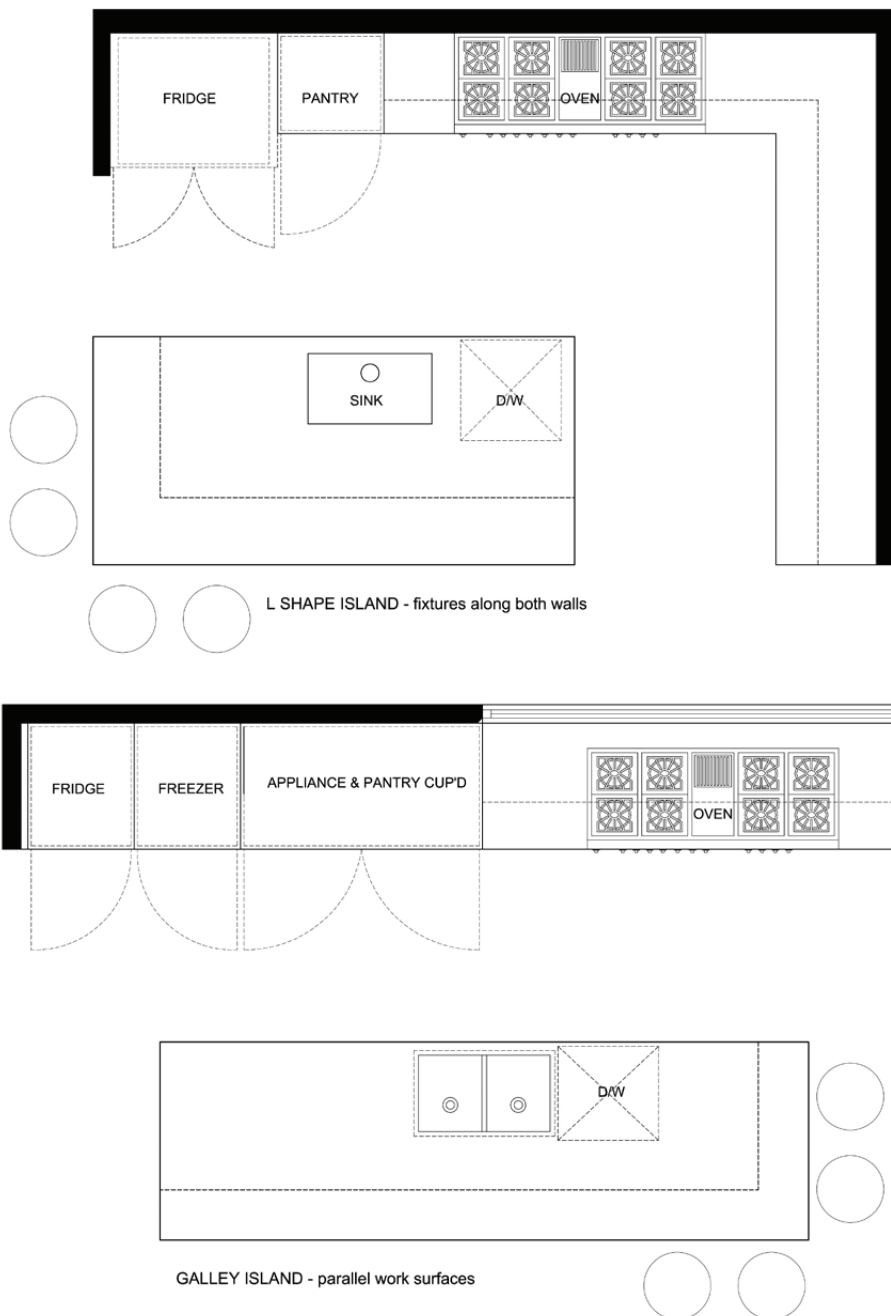 FRIDGE
PANTRY
OVEN
SINK
D/W
L SHAPE ISLAND - fixtures along both walls
FRIDGE
FREEZER
APPLIANCE & PANTRY CUP'D
OVEN
D/W
GALLEY ISLAND - parallel work surfaces